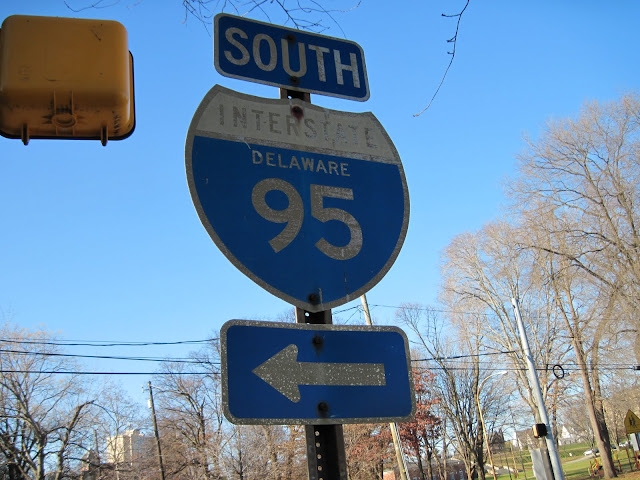 SOUTH
INTERSTATE
DELAWARE
95